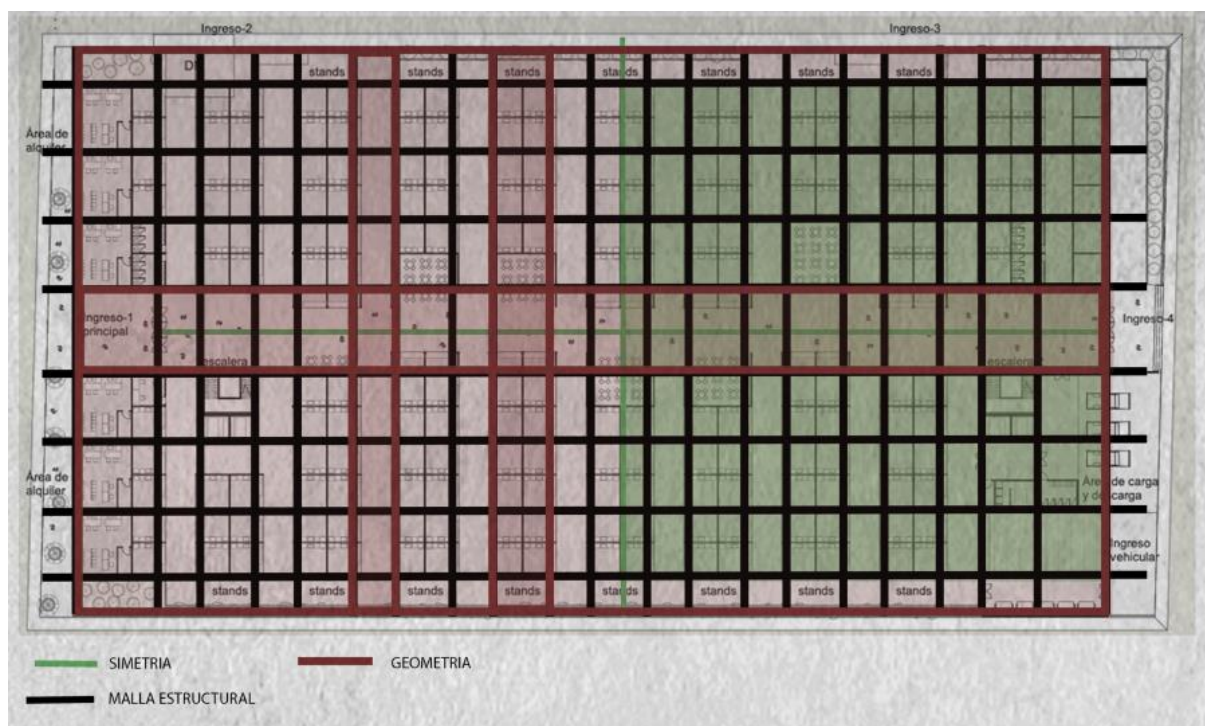 Ingreso-2
Ingreso-3
stands
stands
stands
stands
stands
stands
stands
Área de
alquiler
Ingreso-1
principal
Ingreso-4
escalera
escalera
Área de
alquiler
Área de carga
y descarga
Ingreso
vehicular
stands
stands
stands
stands
stands
stands
stands
stands
SIMETRIA
GEOMETRIA
MALLA ESTRUCTURAL